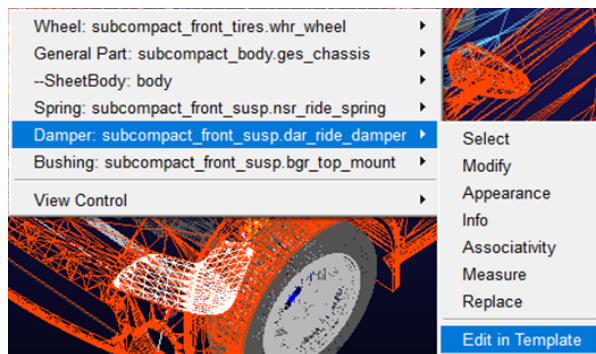 Wheel: subcompact_front_tires.whr_wheel
General Part: subcompact_body.ges_chassis
--SheetBody: body
Spring: subcompact_front_susp.nsr_ride_spring
Damper: subcompact_front_susp.dar_ride_damper
Bushing: subcompact_front_susp.bgr_top_mount
View Control
Select
Modify
Appearance
Info
Associativity
Measure
Replace
Edit in Template